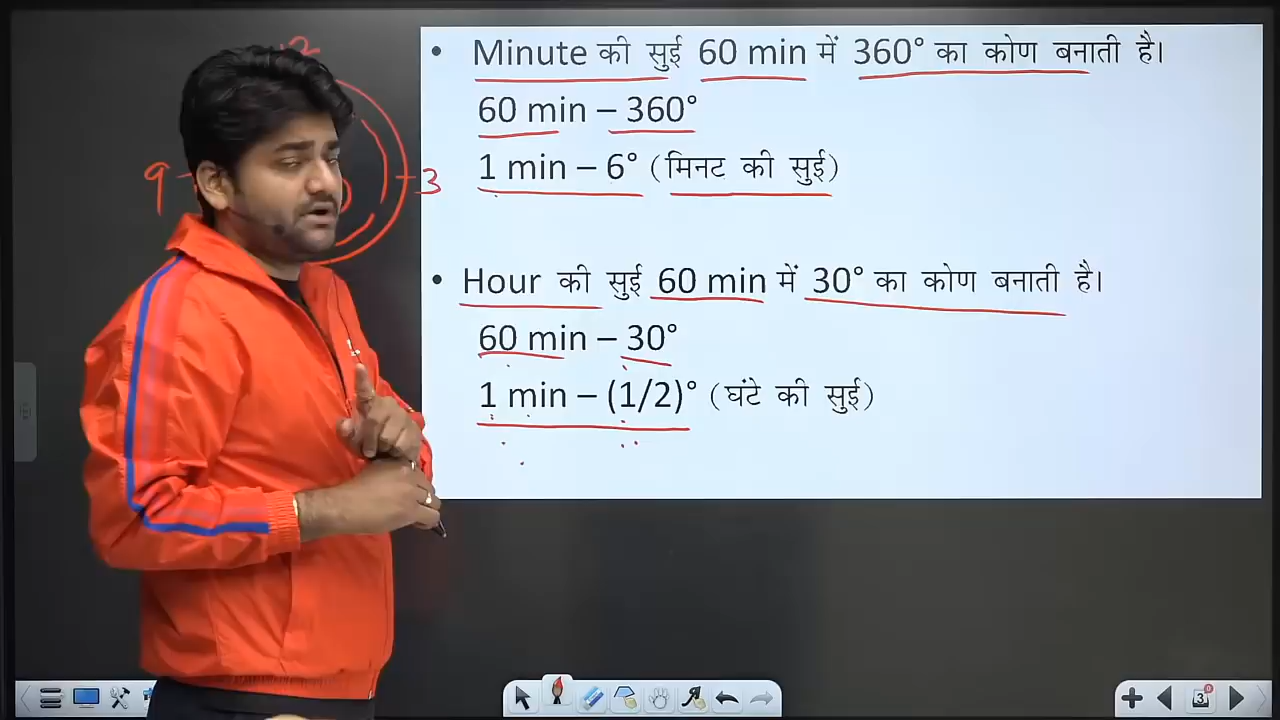 • Minute की सुई 60 min में 360° का कोण बनाती है।
60 min – 360°
1 min – 6° (मिनट की सुई)
• Hour की सुई 60 min में 30° का कोण बनाती है।
60 min – 30°
1 min – (1/2)° (घंटे की सुई)
9
3
3